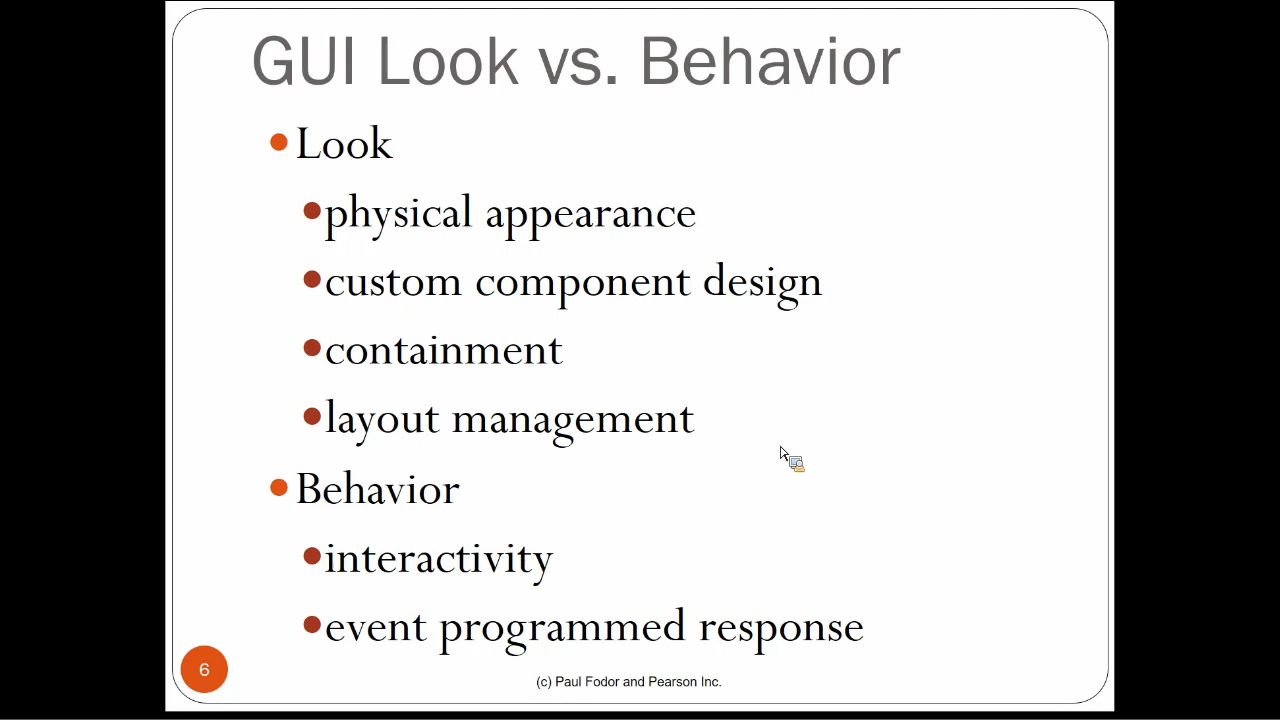 GUI Look vs. Behavior
Look
physical appearance
custom component design
containment
layout management
Behavior
interactivity
event programmed response
6
(c) Paul Fodor and Pearson Inc.